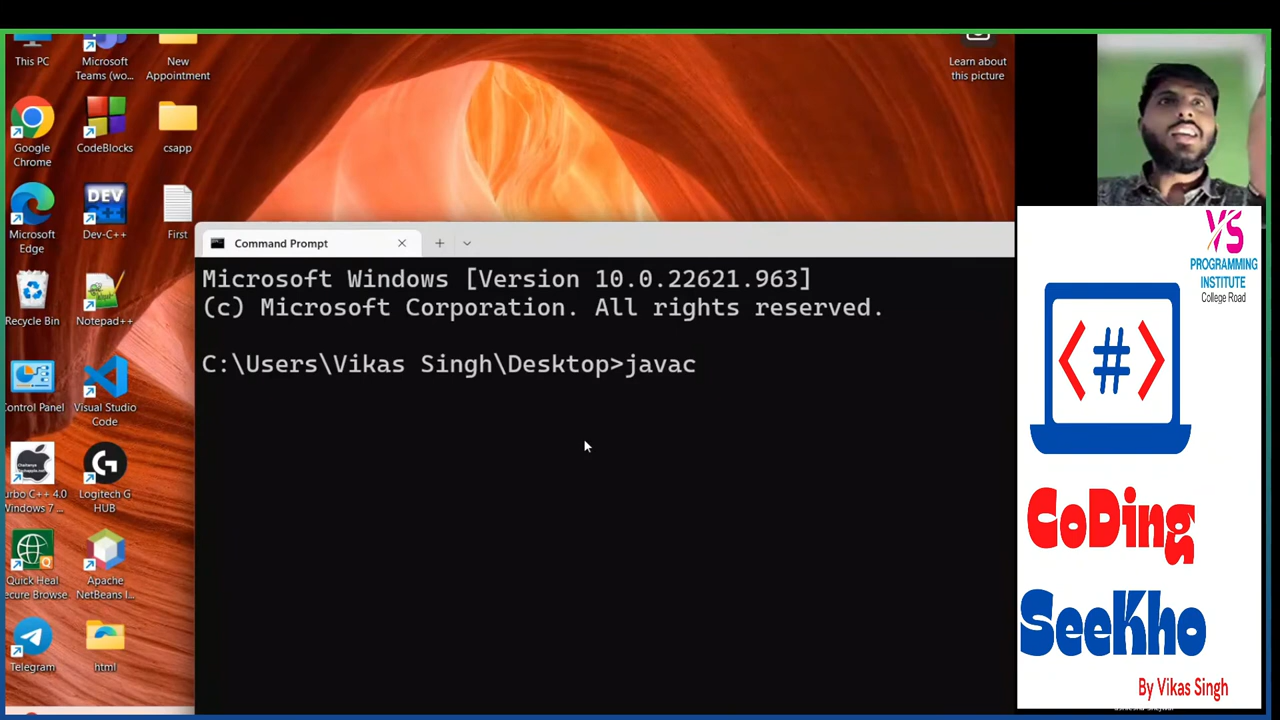 This PC
Microsoft
Teams (wo...
New
Appointment
Learn about
this picture
Google
Chrome
CodeBlocks
csapp
Microsoft
Edge
DEV
Dev-C++
First
Recycle Bin
Notepad++
ontrol Panel
Visual Studio
Code
urbo C++ 4.0
Windows 7 ...
Logitech G
HUB
Quick Heal
ecure Browse
Apache
NetBeans I...
Telegram
html
Command Prompt
Microsoft Windows [Version 10.0.22621.963]
(c) Microsoft Corporation. All rights reserved.
C:\Users\Vikas Singh\Desktop>javac
VS
PROGRAMMING
INSTITUTE
College Road
<#>
CoDing
SeeKho
By Vikas Singh